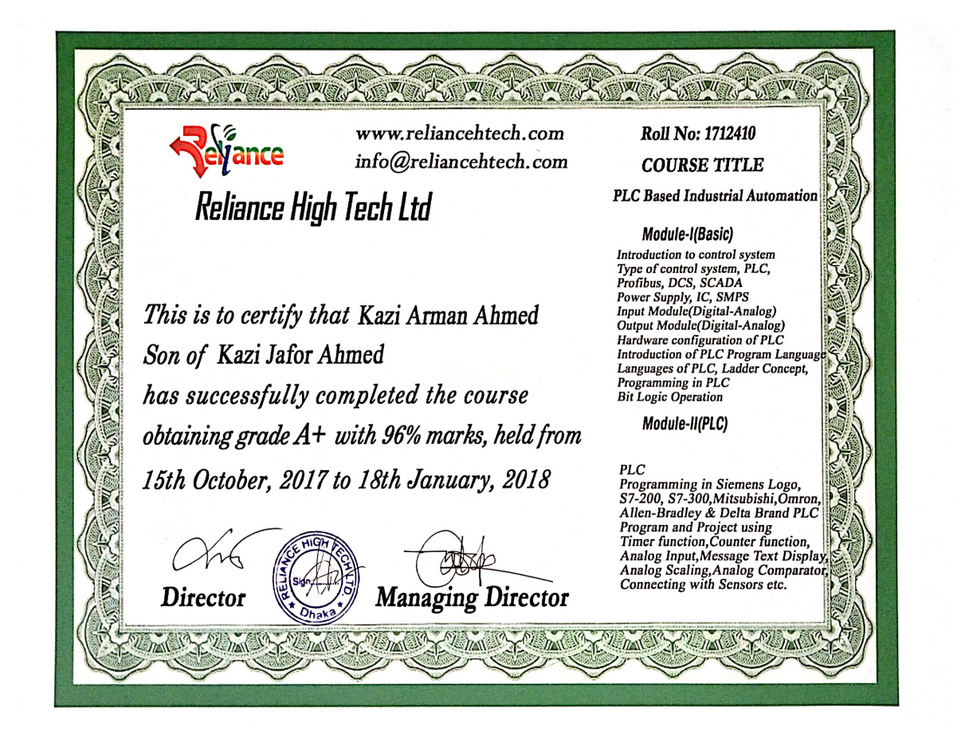 Reliance
www.reliancehtech.com
info@reliancehtech.com
Reliance High Tech Ltd
This is to certify that Kazi Arman Ahmed
Son of Kazi Jafor Ahmed
has successfully completed the course
obtaining grade A+ with 96% marks, held from
15th October, 2017 to 18th January, 2018
Director
RELIANCE HIGH TECH LTD
Sign
Dhaka
Managing Director
Roll No: 1712410
COURSE TITLE
PLC Based Industrial Automation
Module-I(Basic)
Introduction to control system
Type of control system, PLC,
Profibus, DCS, SCADA
Power Supply, IC, SMPS
Input Module(Digital-Analog)
Output Module(Digital-Analog)
Hardware configuration of PLC
Introduction of PLC Program Language
Languages of PLC, Ladder Concept,
Programming in PLC
Bit Logic Operation
Module-II(PLC)
PLC
Programming in Siemens Logo,
S7-200, S7-300,Mitsubishi,Omron,
Allen-Bradley & Delta Brand PLC
Program and Project using
Timer function,Counter function,
Analog Input,Message Text Display,
Analog Scaling,Analog Comparator,
Connecting with Sensors etc.